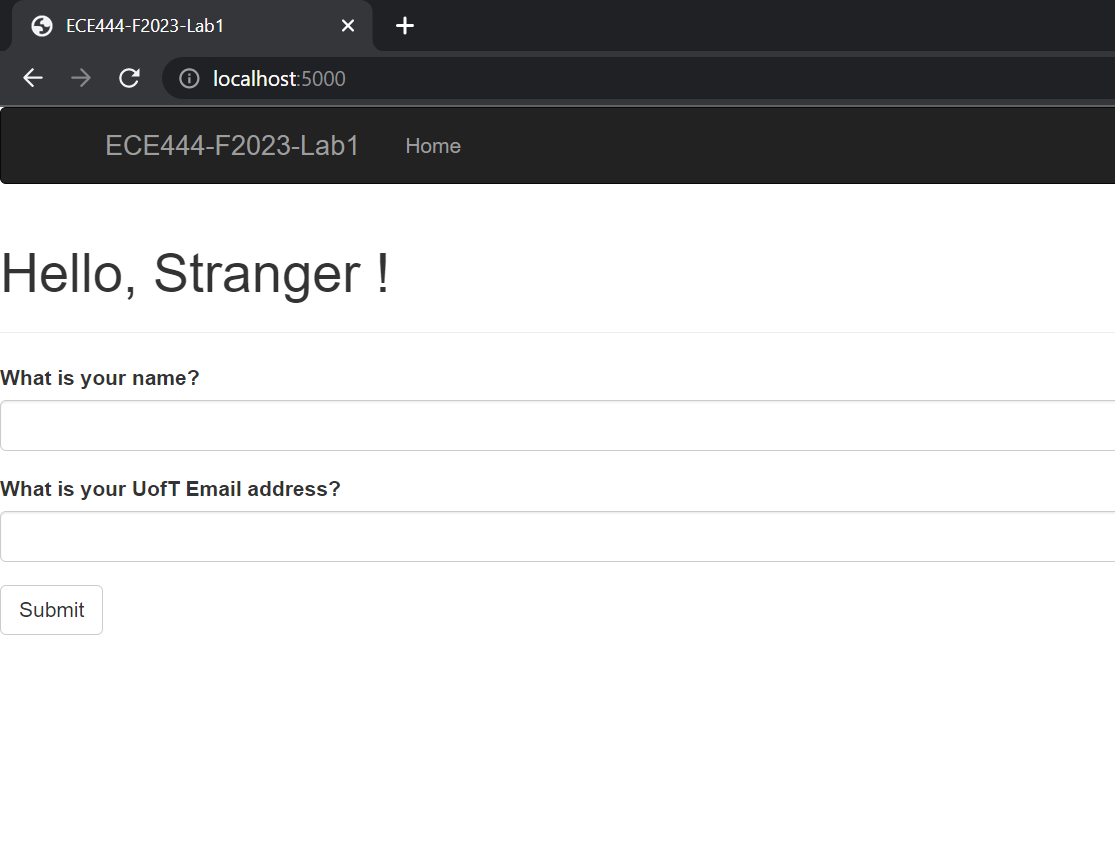 ECE444-F2023-Lab1
localhost:5000
ECE444-F2023-Lab1 Home
Hello, Stranger !
What is your name?
What is your UofT Email address?
Submit